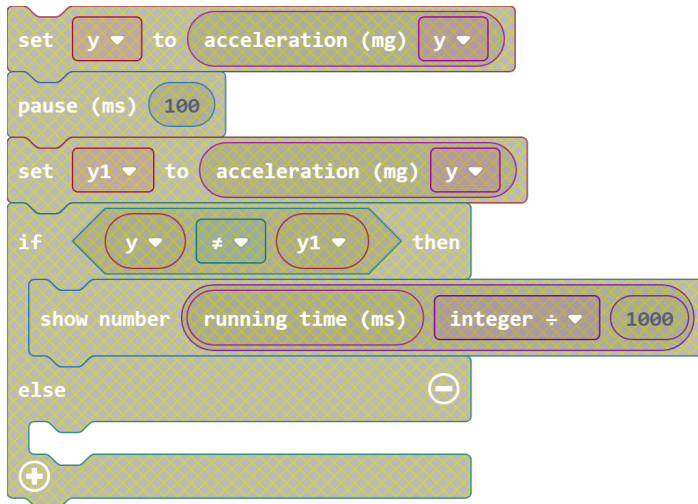 set y to acceleration (mg) y
pause (ms) 100
set y1 to acceleration (mg) y
if y ≠ y1 then
show number running time (ms) integer ÷ 1000
else